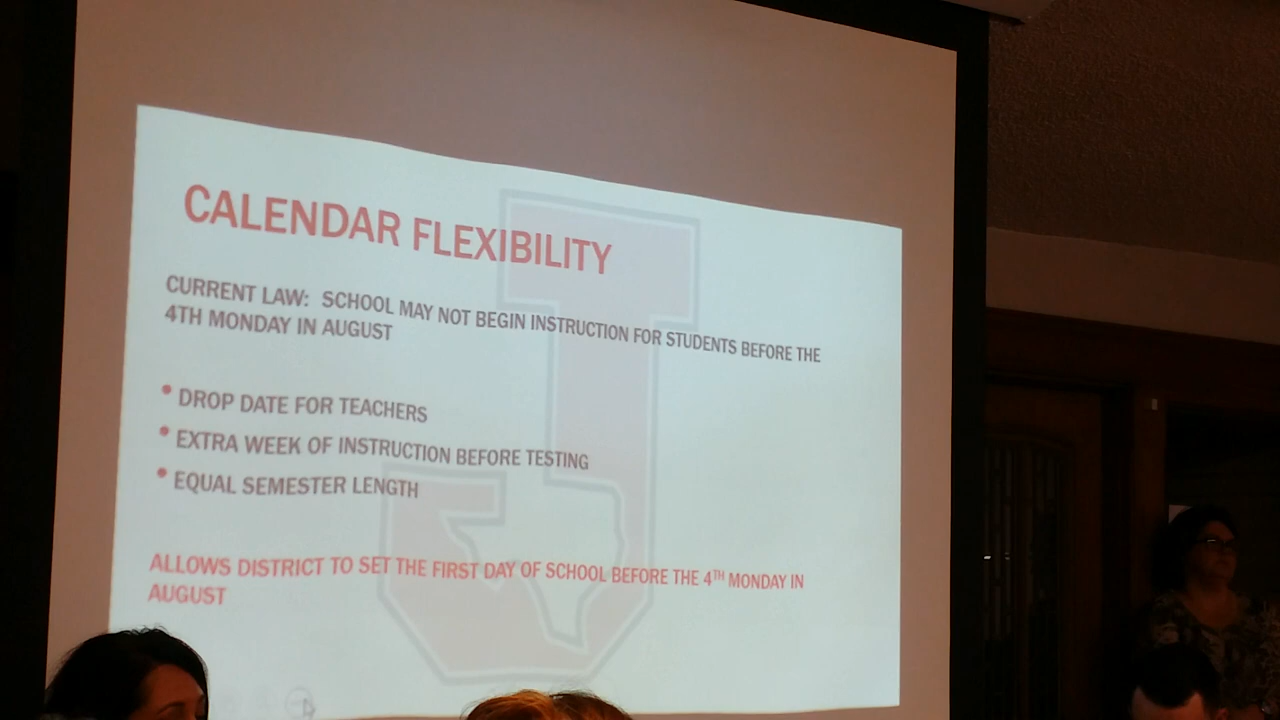 CALENDAR FLEXIBILITY
CURRENT LAW: SCHOOL MAY NOT BEGIN INSTRUCTION FOR STUDENTS BEFORE THE
4TH MONDAY IN AUGUST
• DROP DATE FOR TEACHERS
• EXTRA WEEK OF INSTRUCTION BEFORE TESTING
• EQUAL SEMESTER LENGTH
ALLOWS DISTRICT TO SET THE FIRST DAY OF SCHOOL BEFORE THE 4TH MONDAY IN
AUGUST